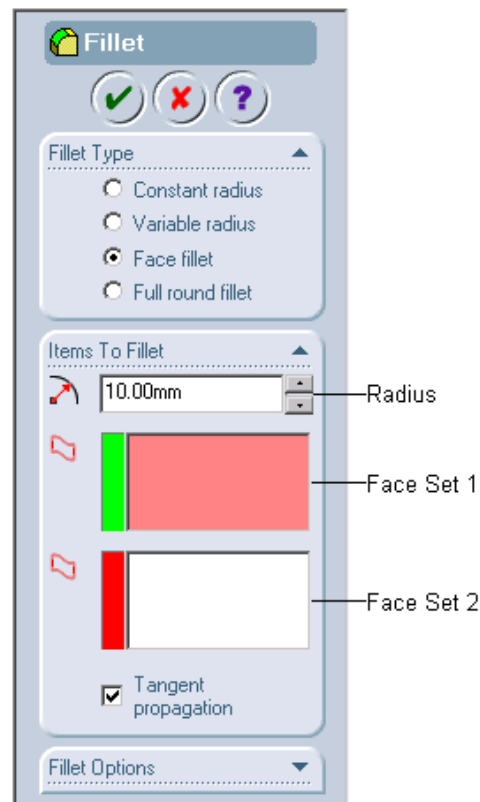 Fillet
?
Fillet Type
Constant radius
Variable radius
Face fillet
Full round fillet
Items To Fillet
10.00mm
Radius
Face Set 1
Face Set 2
Tangent
propagation
Fillet Options